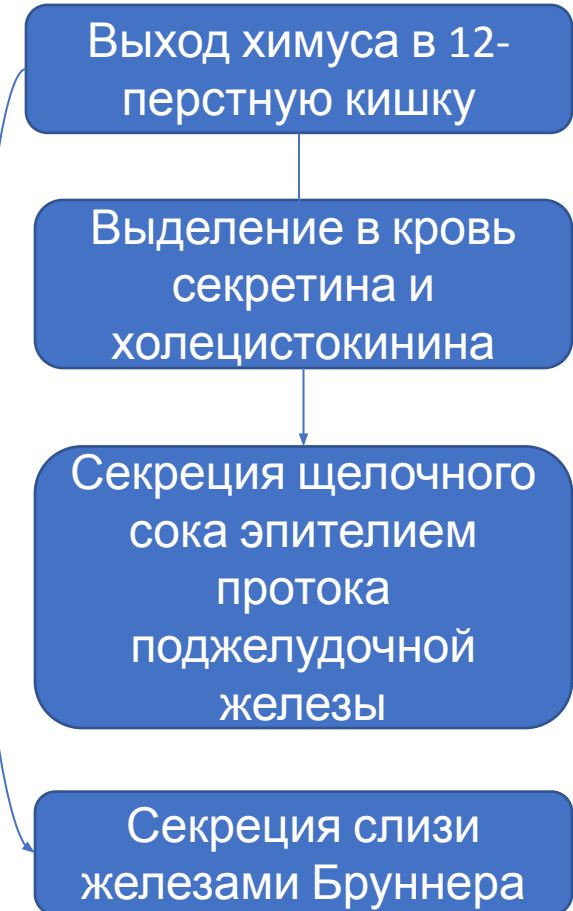 Выход химуса в 12-
перстную кишку
Выделение в кровь
секретина и
холецистокинина
Секреция щелочного
сока эпителием
протока
поджелудочной
железы
Секреция слизи
железами Бруннера